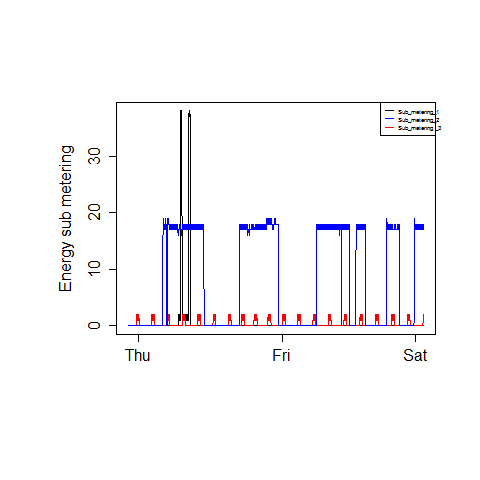 Energy sub metering
30
20
10
0
Sub_metering_1
Sub_metering_2
Sub_metering_3
Thu Fri Sat